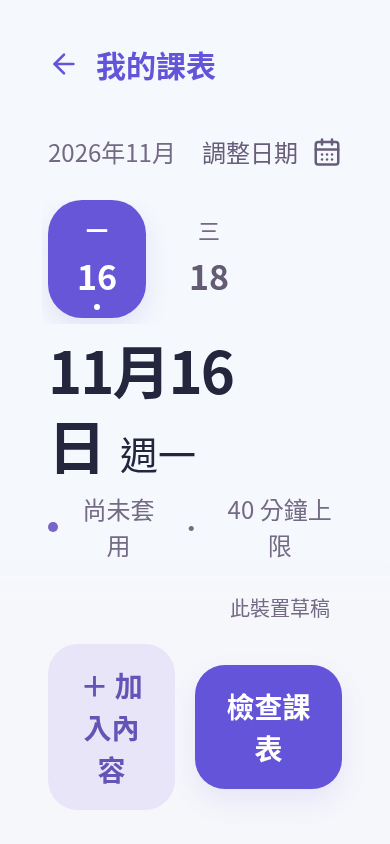 我的課表
2026年11月 調整日期
一 三
16 18
11月16
日 週一
尚未套 • 40 分鐘上
用 限
此裝置草稿
＋ 加
入內
容
檢查課
表